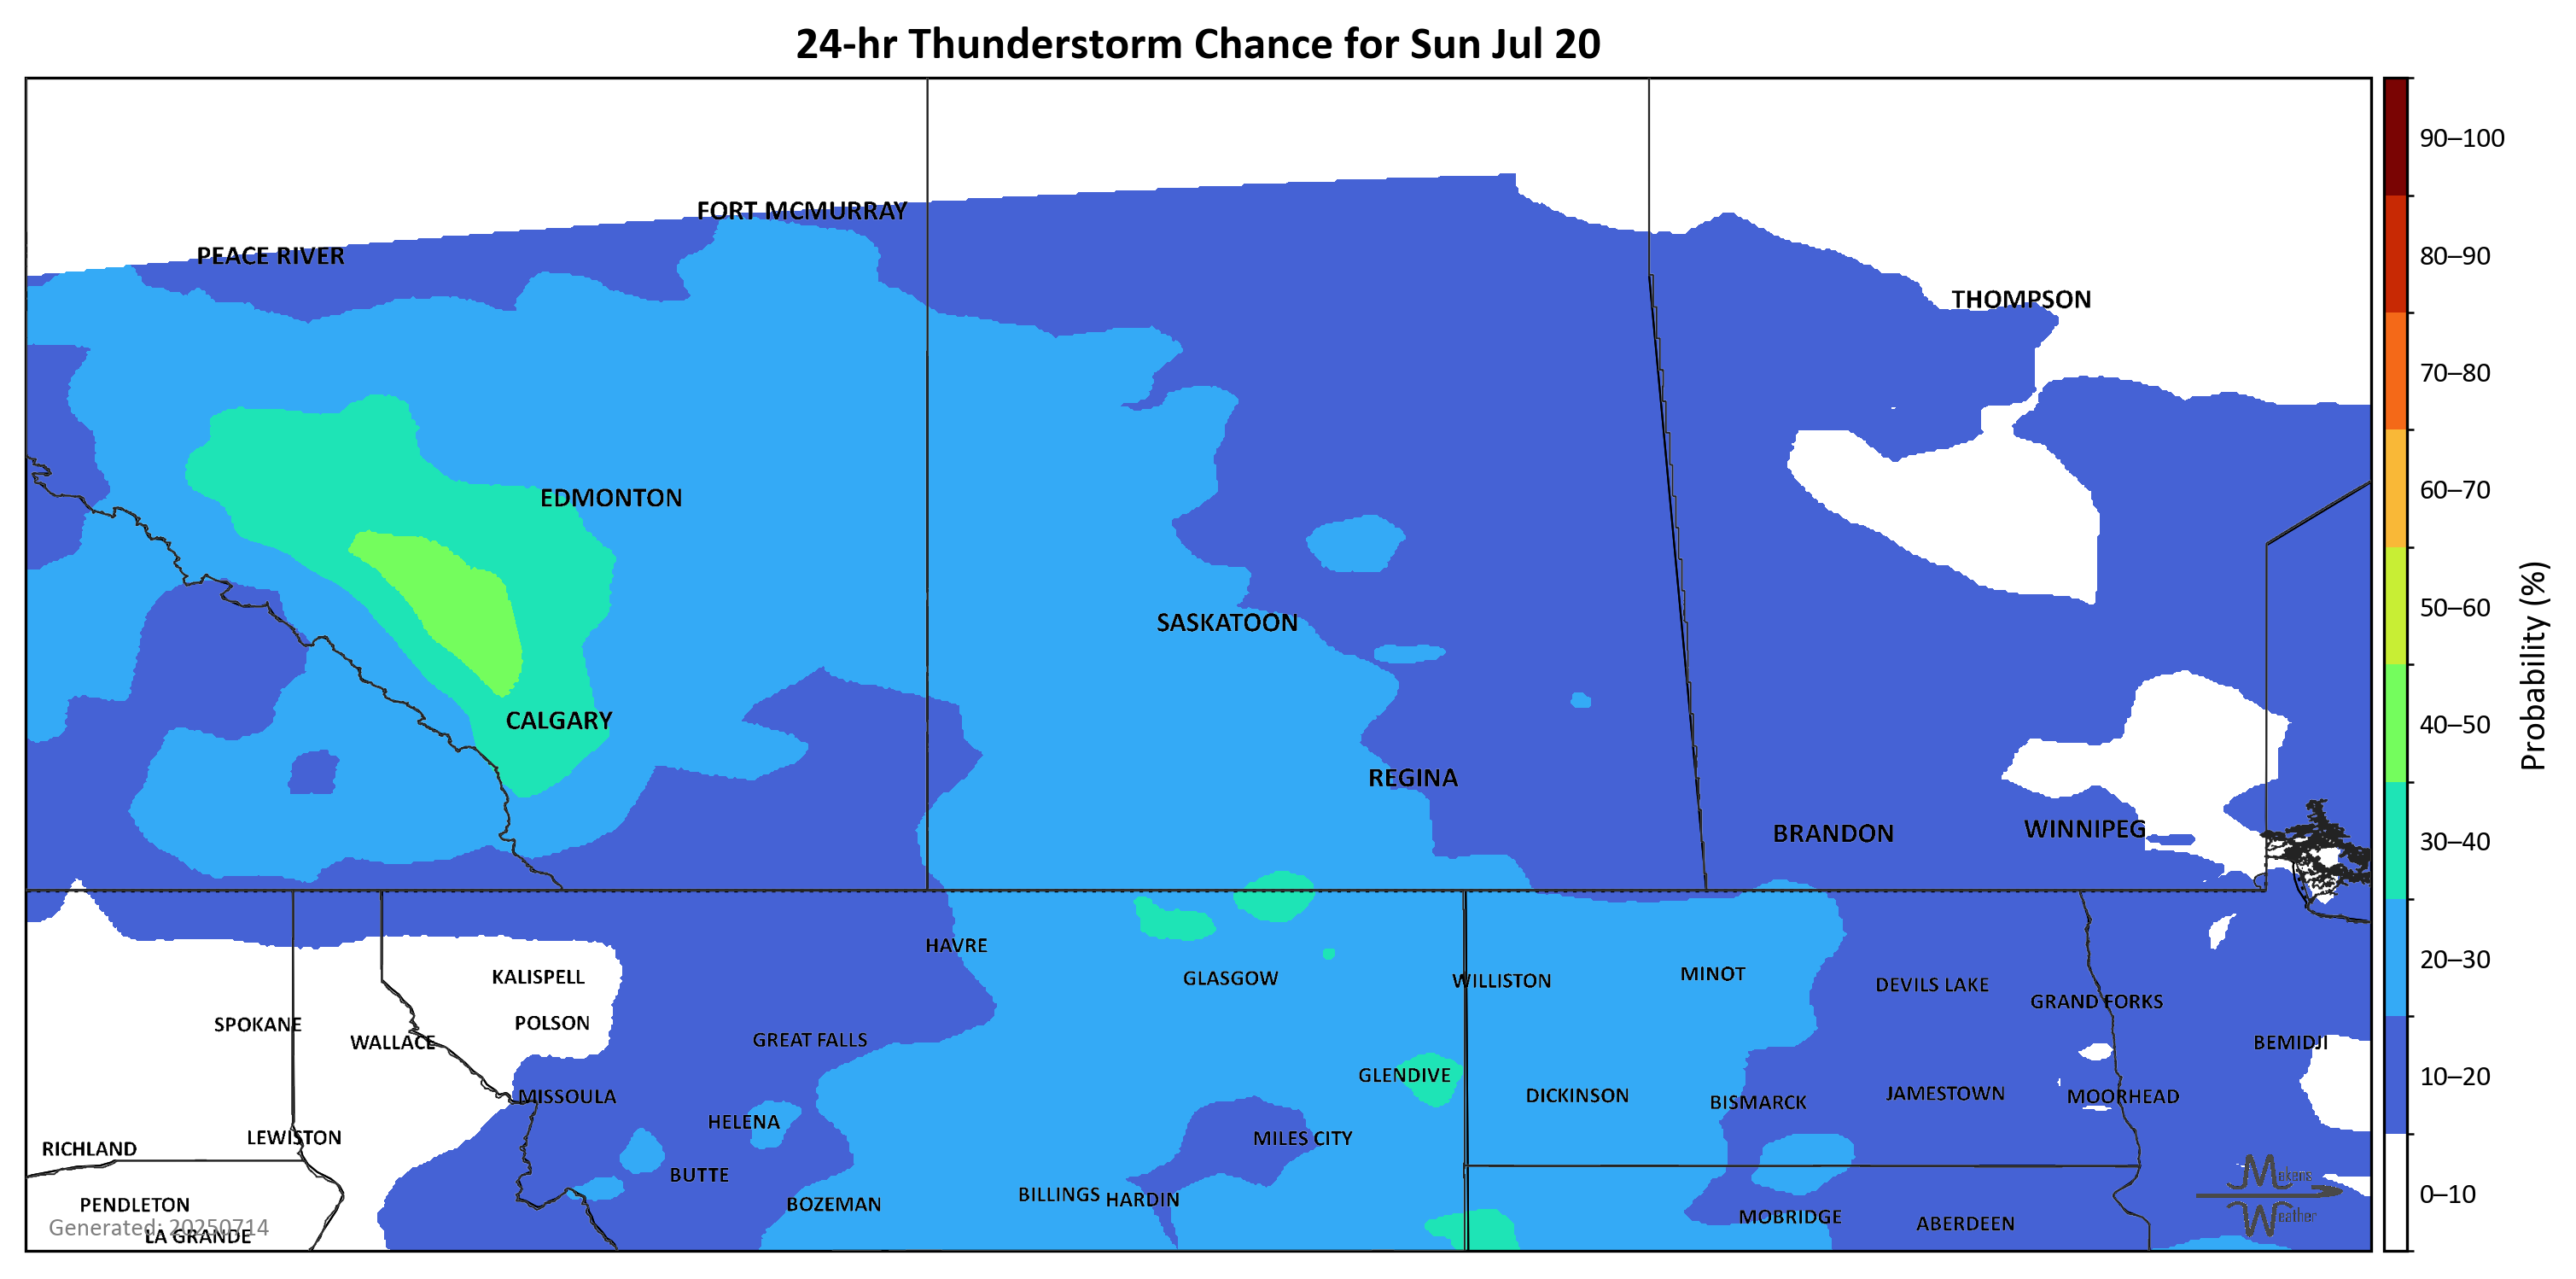 24-hr Thunderstorm Chance for Sun Jul 20
90–100
FORT MCMURRAY
PEACE RIVER
80–90
THOMPSON
70–80
60–70
EDMONTON
50–60
SASKATOON
Probability (%)
CALGARY
40–50
REGINA
WINNIPEG
BRANDON
30–40
HAVRE
20–30
MINOT
KALISPELL
GLASGOW
WILLISTON
DEVILS LAKE
GRAND FORKS
POLSON
SPOKANE
GREAT FALLS
WALLACE
BEMIDJI
GLENDIVE
10–20
JAMESTOWN
DICKINSON
MISSOULA
MOORHEAD
BISMARCK
HELENA
LEWISTON
MILES CITY
RICHLAND
BUTTE
Makens
0–10
BILLINGS
HARDIN
PENDLETON
BOZEMAN
Weather
MOBRIDGE
ABERDEEN
Generated: 20250714
LA GRANDE